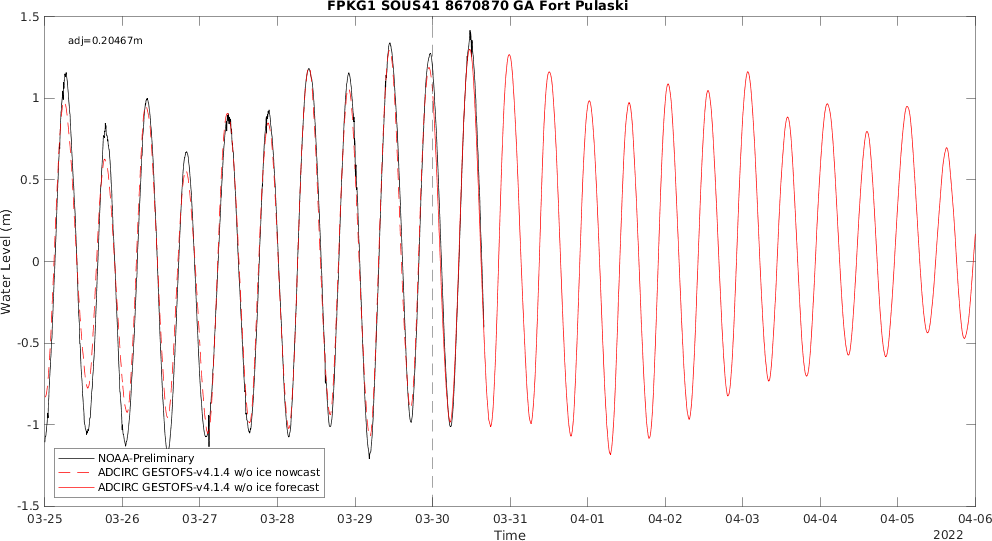 FPKG1 SOUS41 8670870 GA Fort Pulaski
adj=0.20467m
1.5
1
0.5
0
-0.5
-1
-1.5
Water Level (m)
NOAA-Preliminary
ADCIRC GESTOFS-v4.1.4 w/o ice nowcast
ADCIRC GESTOFS-v4.1.4 w/o ice forecast
03-25 03-26 03-27 03-28 03-29 03-30 03-31 04-01 04-02 04-03 04-04 04-05 04-06
Time
2022